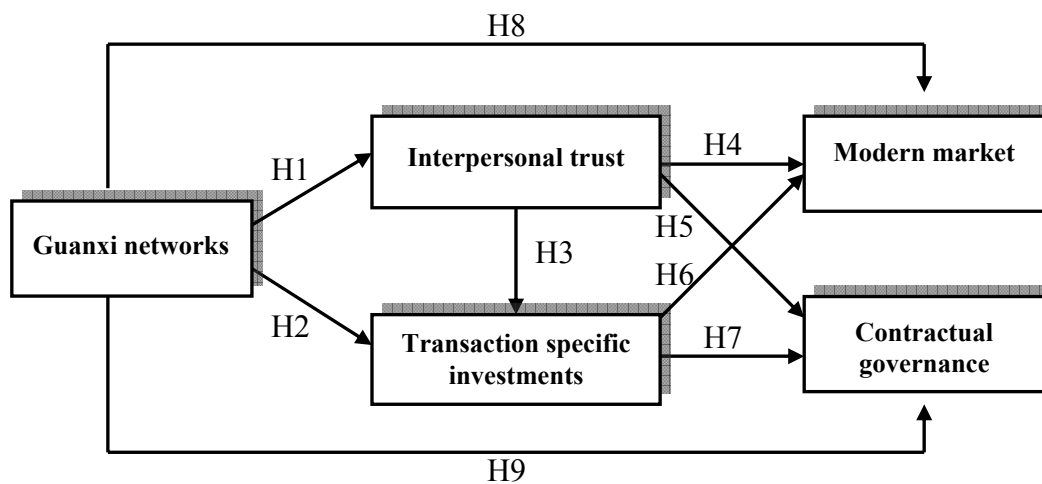 H8
Interpersonal trust
H4
Modern market
H1
Guanxi networks
H3
H5
H6
H2
Transaction specific
investments
H7
Contractual
governance
H9